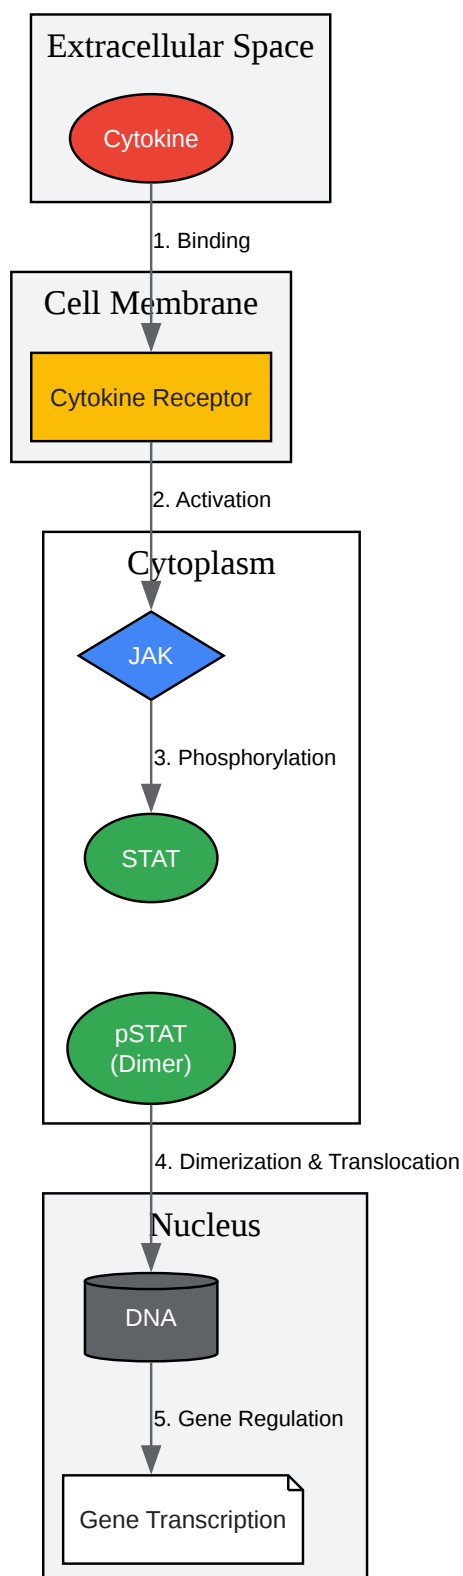 Extracellular Space
Cytokine
1. Binding
Cell Membrane
Cytokine Receptor
2. Activation
Cytoplasm
JAK
3. Phosphorylation
STAT
pSTAT
(Dimer)
4. Dimerization & Translocation
Nucleus
DNA
5. Gene Regulation
Gene Transcription